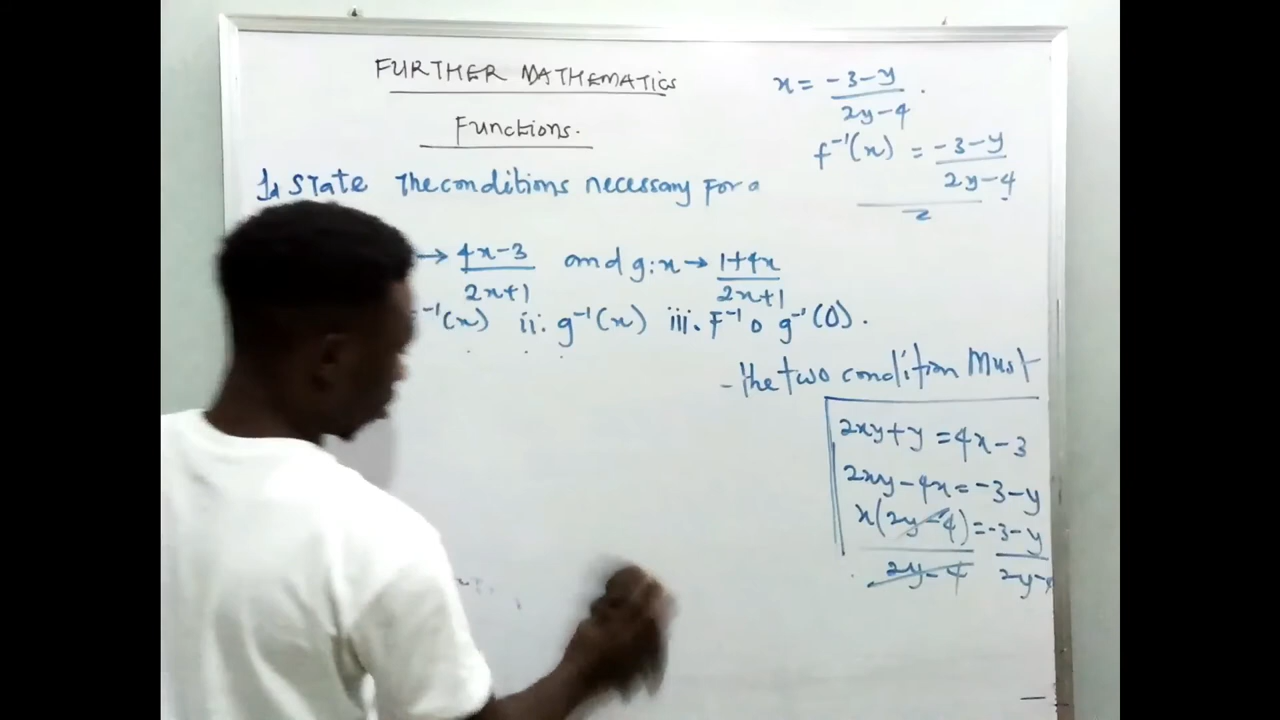 FURTHER MATHEMATICS
Functions.
1. State the conditions necessary for a
→ 4x-3/2x+1 and g:x → 1+4x/2x+1
⁻¹(x) ii. g⁻¹(x) iii. F⁻¹ o g⁻¹(0).
x = -3-y/2y-4.
f⁻¹(x) = -3-y/2y-4
- The two condition Must
2xy+y=4x-3
2xy-4x=-3-y
x(2y-4)=-3-y
2y-4 2y-